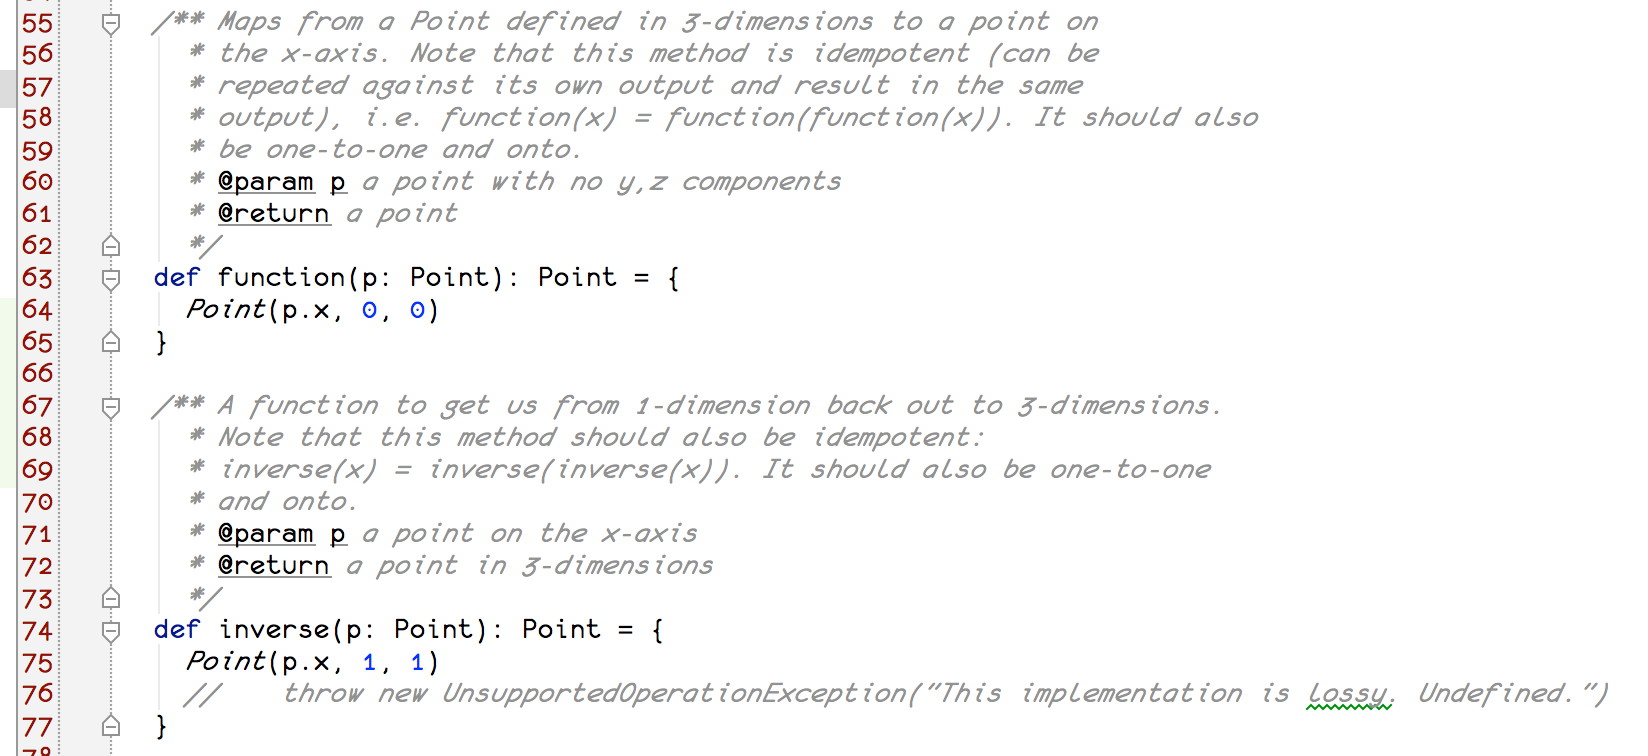 55 /** Maps from a Point defined in 3-dimensions to a point on
56 * the x-axis. Note that this method is idempotent (can be
57 * repeated against its own output and result in the same
58 * output), i.e. function(x) = function(function(x)). It should also
59 * be one-to-one and onto.
60 * @param p a point with no y,z components
61 * @return a point
62 */
63 def function(p: Point): Point = {
64 Point(p.x, 0, 0)
65 }
66
67 /** A function to get us from 1-dimension back out to 3-dimensions.
68 * Note that this method should also be idempotent:
69 * inverse(x) = inverse(inverse(x)). It should also be one-to-one
70 * and onto.
71 * @param p a point on the x-axis
72 * @return a point in 3-dimensions
73 */
74 def inverse(p: Point): Point = {
75 Point(p.x, 1, 1)
76 // throw new UnsupportedOperationException("This implementation is lossy. Undefined.")
77 }